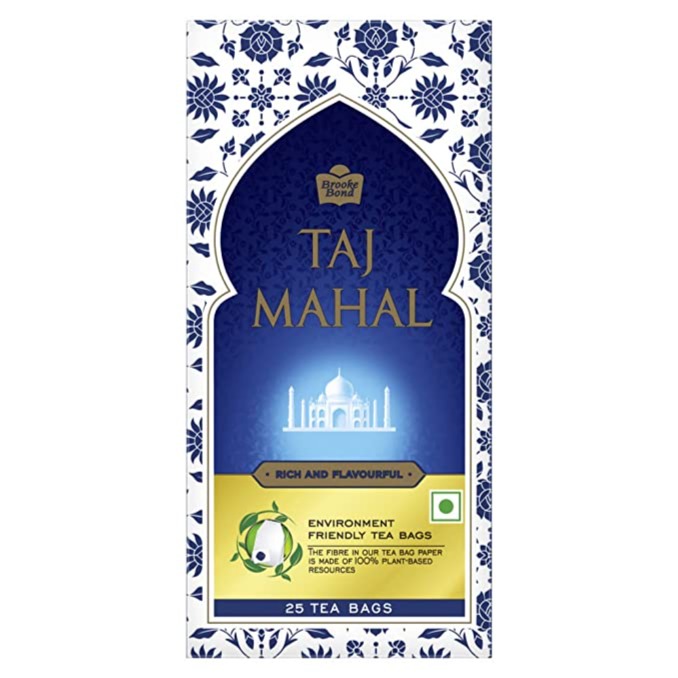 Brooke
Bond
TAJ
MAHAL
• RICH AND FLAVOURFUL •
ENVIRONMENT
FRIENDLY TEA BAGS
THE FIBRE IN OUR TEA BAG PAPER
IS MADE OF 100% PLANT-BASED
RESOURCES
25 TEA BAGS